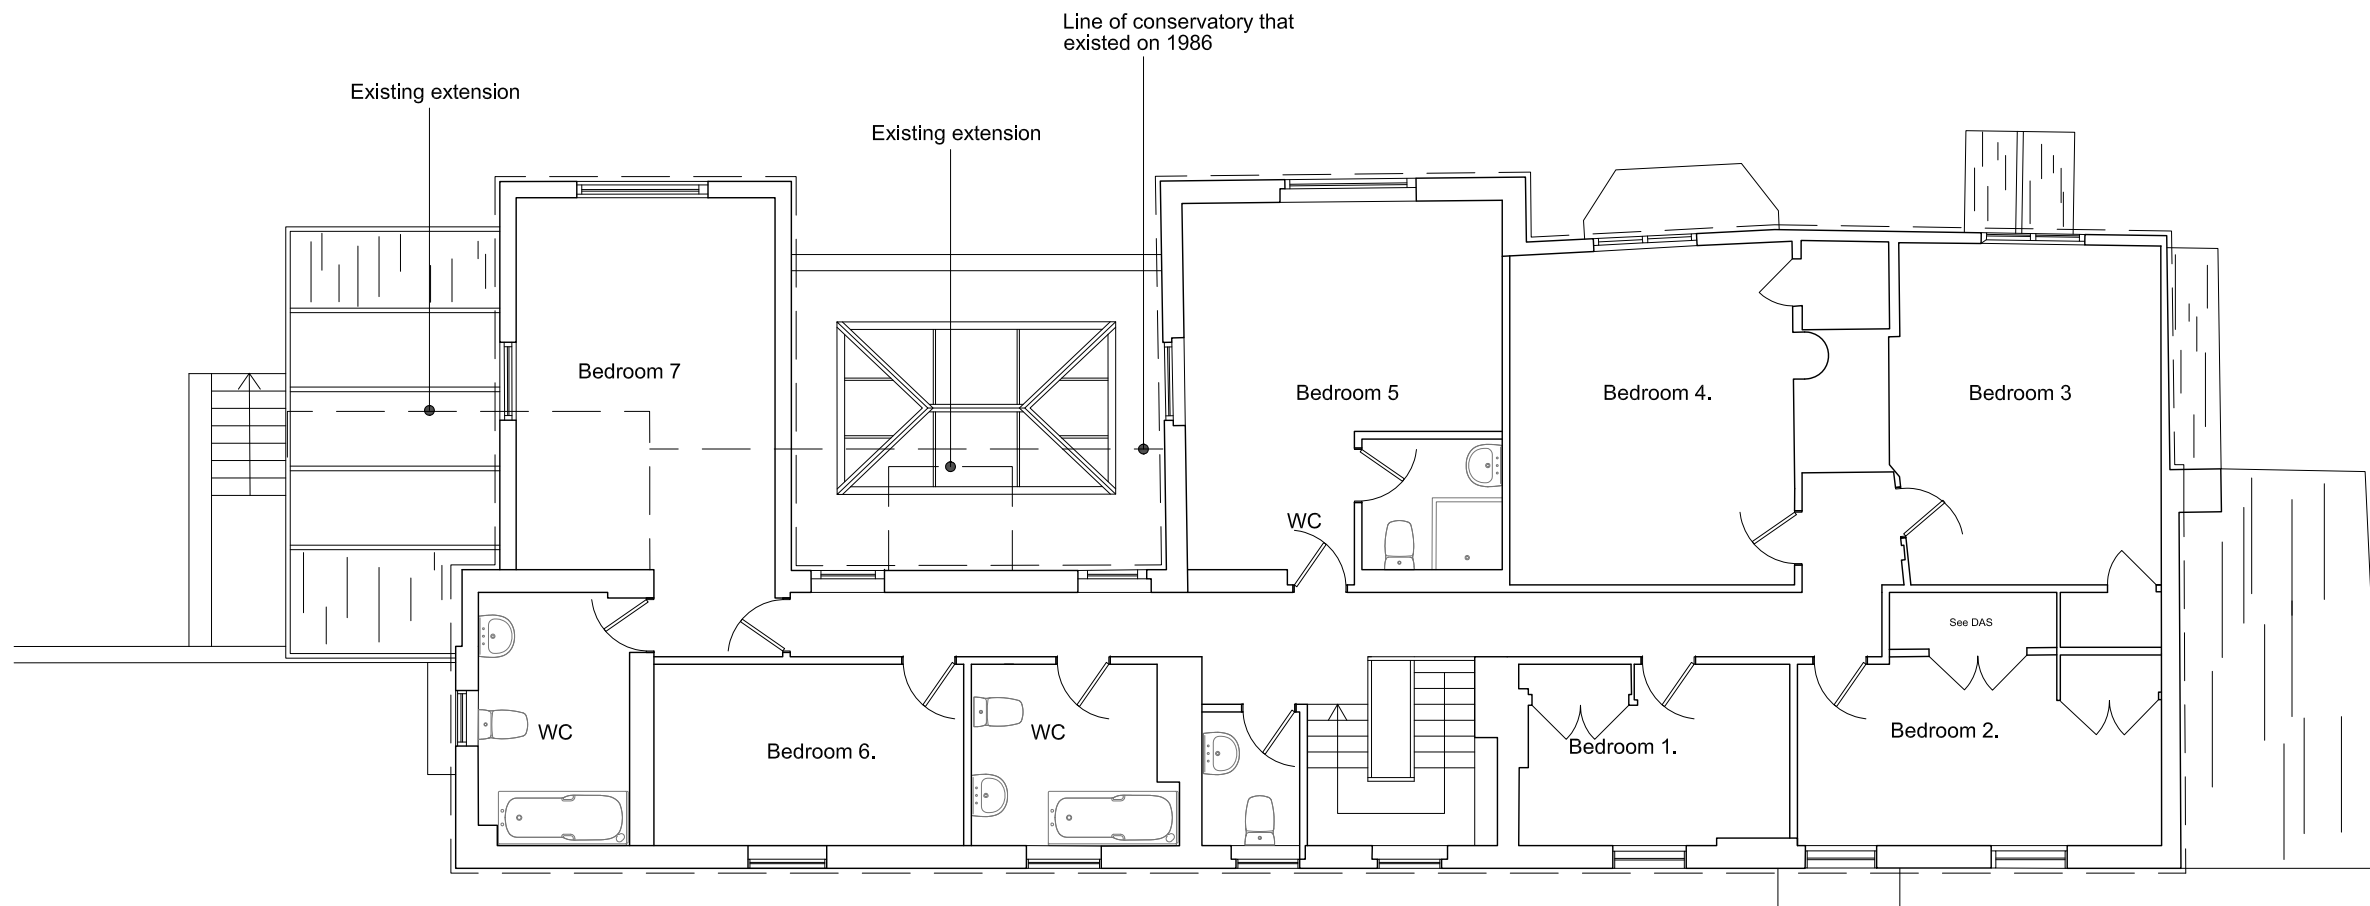 Line of conservatory that
existed on 1986
Existing extension
Existing extension
Bedroom 7
Bedroom 5
Bedroom 4.
Bedroom 3
WC
See DAS
WC
Bedroom 6.
WC
Bedroom 1.
Bedroom 2.